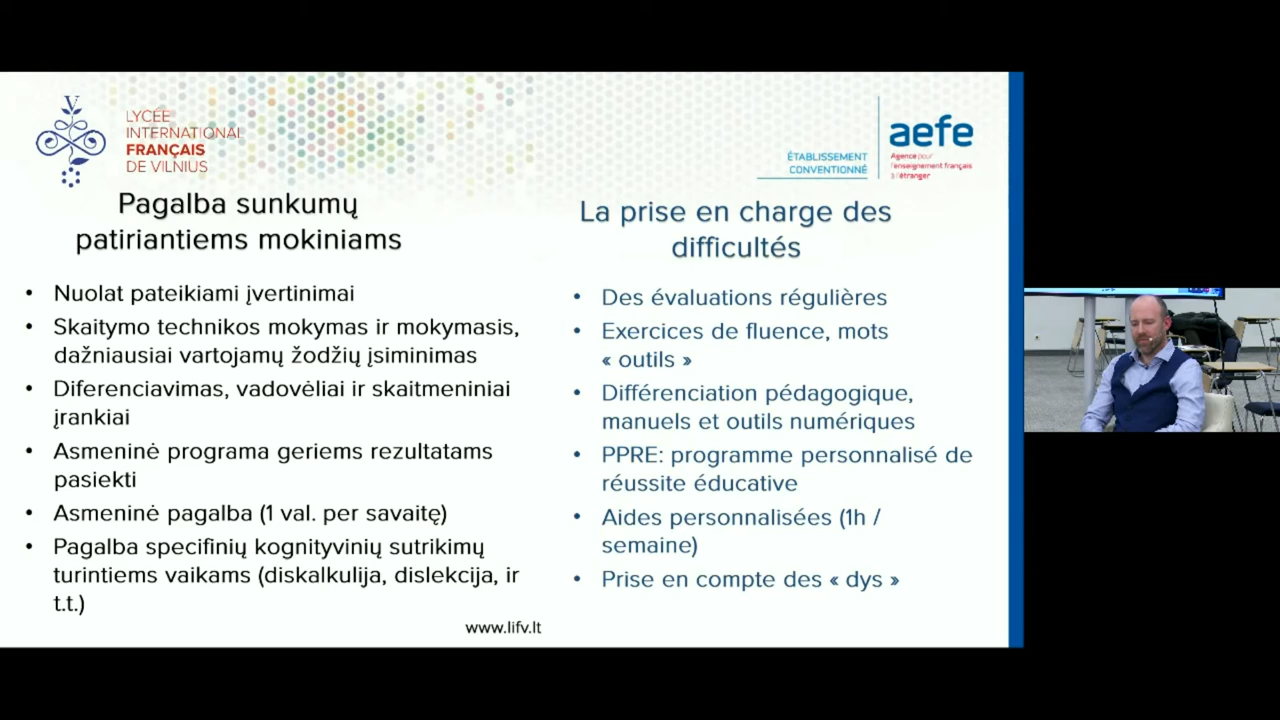 LYCÉE
INTERNATIONAL
FRANÇAIS
DE VILNIUS
ÉTABLISSEMENT
CONVENTIONNÉ
aefe
Agence pour
l'enseignement français
à l'étranger
Pagalba sunkumų
patiriantiems mokiniams
• Nuolat pateikiami įvertinimai
• Skaitymo technikos mokymas ir mokymasis,
dažniausiai vartojamų žodžių įsiminimas
• Diferenciavimas, vadovėliai ir skaitmeniniai
įrankiai
• Asmeninė programa geriems rezultatams
pasiekti
• Asmeninė pagalba (1 val. per savaitę)
• Pagalba specifinių kognityvinių sutrikimų
turintiems vaikams (diskalkulija, dislekcija, ir
t.t.)
La prise en charge des
difficultés
• Des évaluations régulières
• Exercices de fluence, mots
« outils »
• Différenciation pédagogique,
manuels et outils numériques
• PPRE: programme personnalisé de
réussite éducative
• Aides personnalisées (1h /
semaine)
• Prise en compte des « dys »
www.lifv.lt